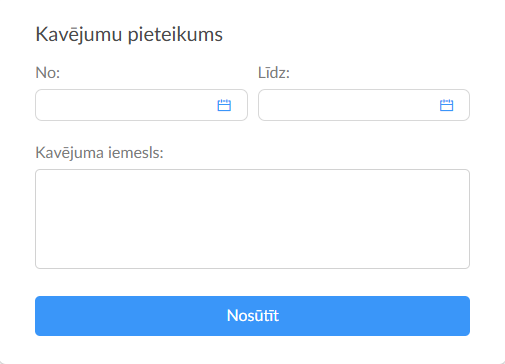 Kavējumu pieteikums
No: Līdz:
Kavējuma iemesls:
Nosūtīt